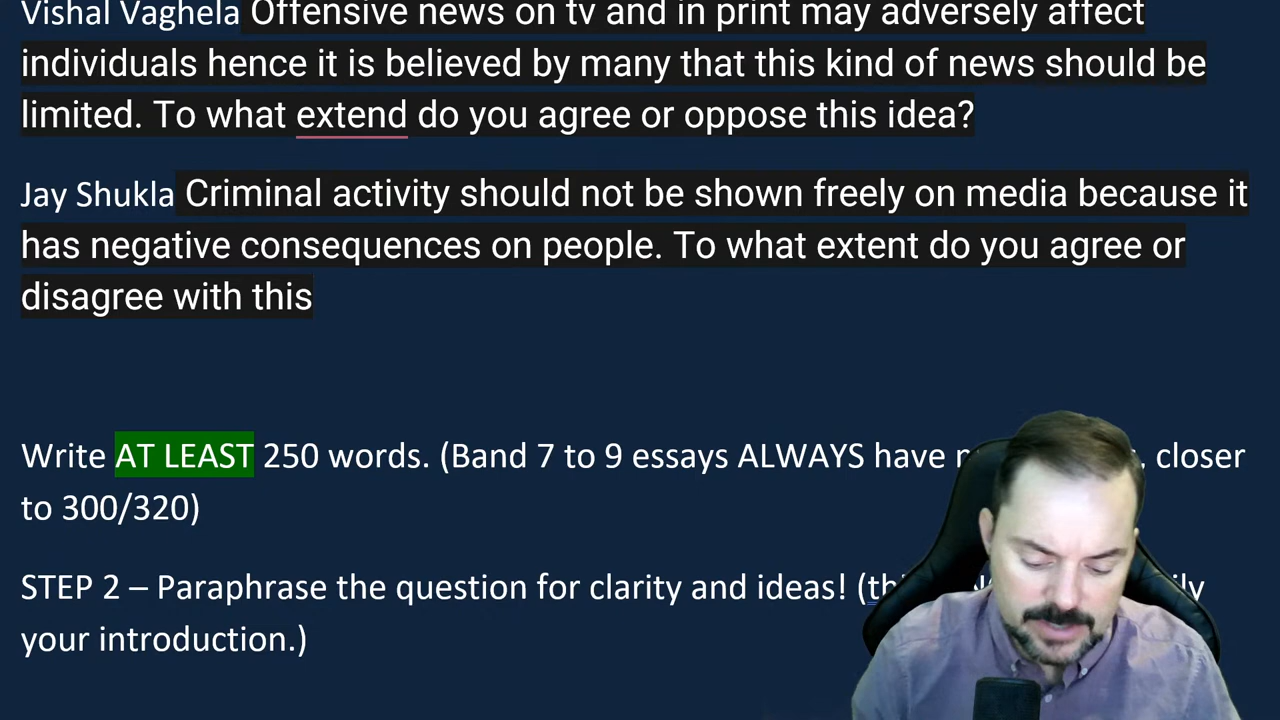 Vishal Vaghela Offensive news on tv and in print may adversely affect
individuals hence it is believed by many that this kind of news should be
limited. To what extend do you agree or oppose this idea?
Jay Shukla Criminal activity should not be shown freely on media because it
has negative consequences on people. To what extent do you agree or
disagree with this
Write AT LEAST 250 words. (Band 7 to 9 essays ALWAYS have closer
to 300/320)
STEP 2 – Paraphrase the question for clarity and ideas! (
your introduction.)